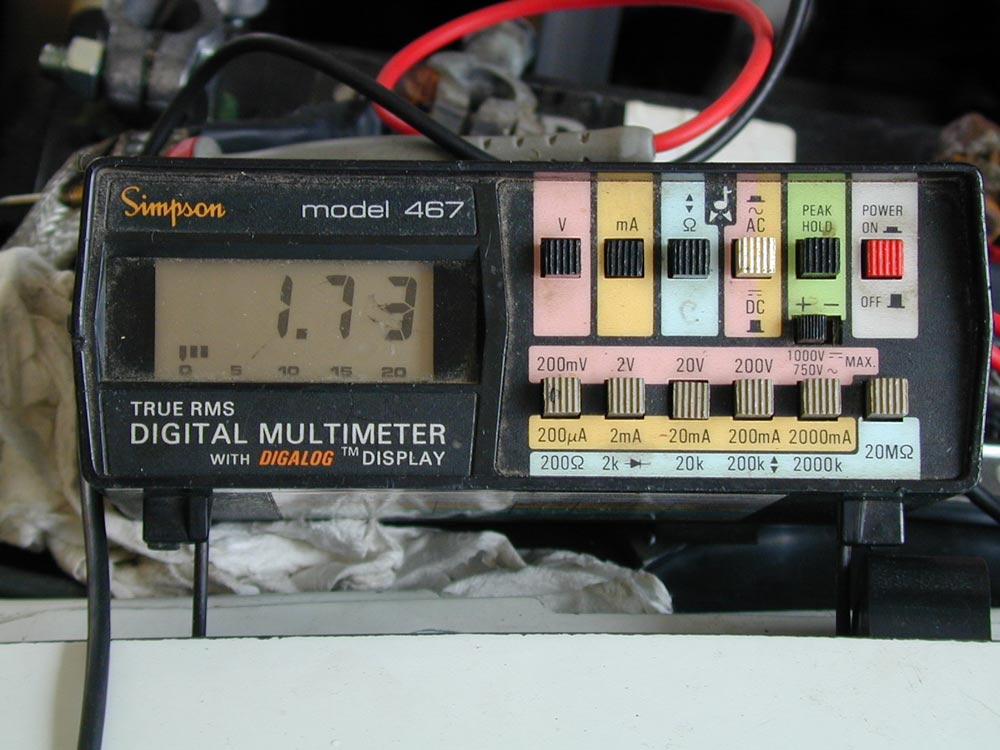 Simpson model 467
1.73
0 5 10 15 20
TRUE RMS
DIGITAL MULTIMETER
WITH DIGALOG ™ DISPLAY
V mA Ω AC PEAK HOLD POWER ON
DC + − OFF
200mV 2V 20V 200V 1000V 750V ~ MAX.
200µA 2mA 20mA 200mA 2000mA
200Ω 2k 20k 200k 2000k 20MΩ